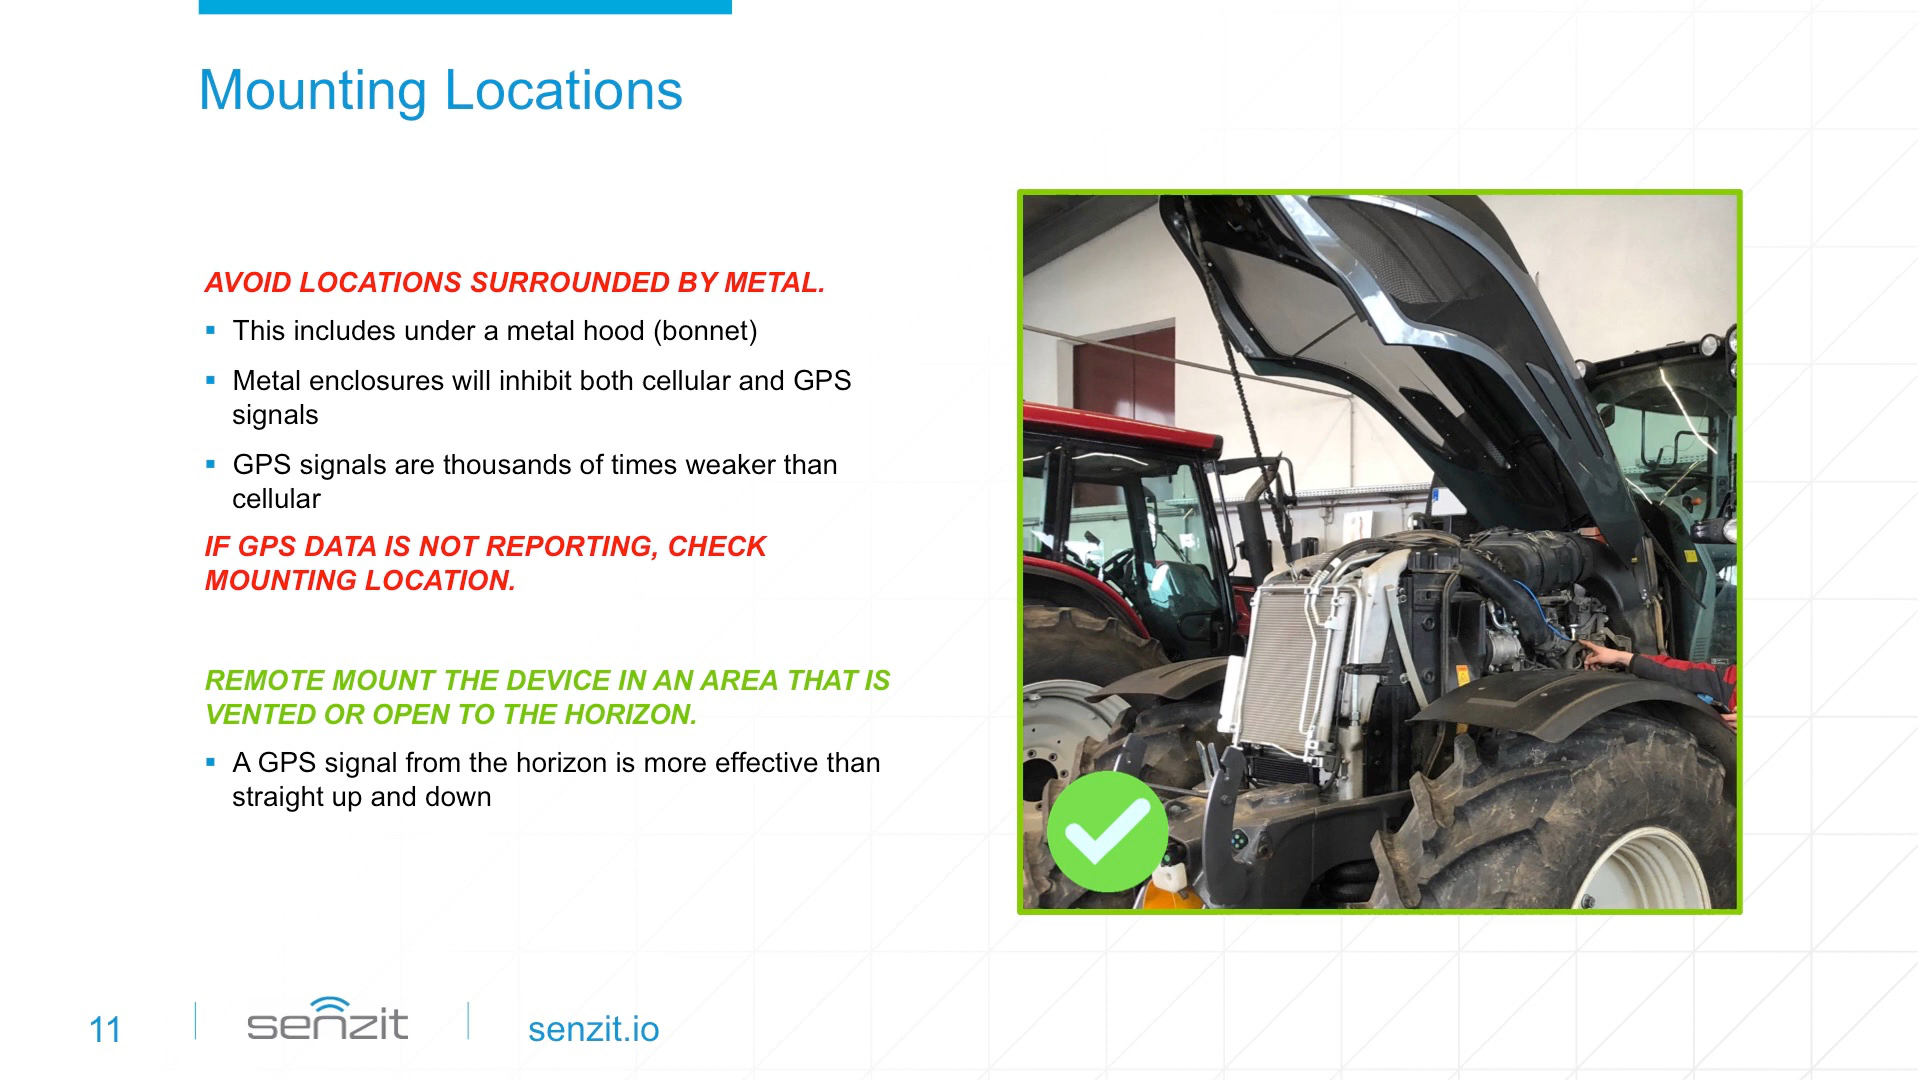 Mounting Locations
AVOID LOCATIONS SURROUNDED BY METAL.
▪ This includes under a metal hood (bonnet)
▪ Metal enclosures will inhibit both cellular and GPS
signals
▪ GPS signals are thousands of times weaker than
cellular
IF GPS DATA IS NOT REPORTING, CHECK
MOUNTING LOCATION.
REMOTE MOUNT THE DEVICE IN AN AREA THAT IS
VENTED OR OPEN TO THE HORIZON.
▪ A GPS signal from the horizon is more effective than
straight up and down
11
senzit
senzit.io